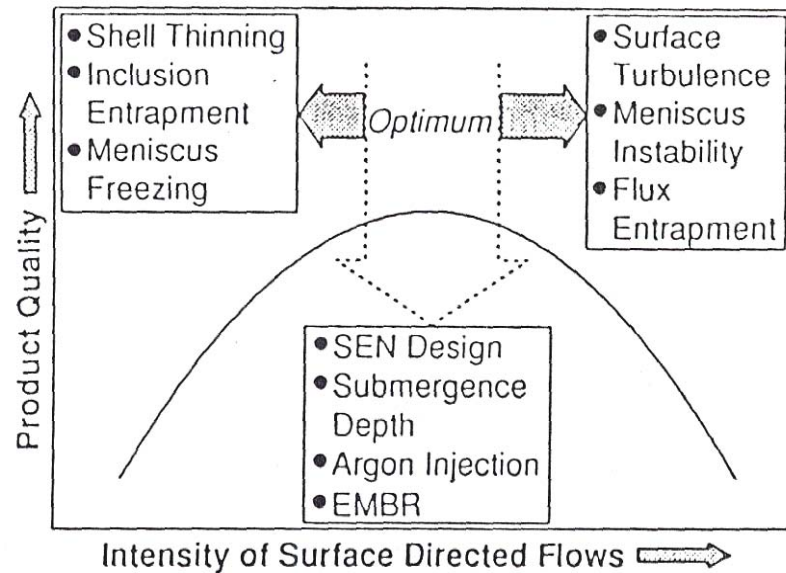 ● Shell Thinning
● Inclusion
Entrapment
● Meniscus
Freezing
Optimum
● Surface
Turbulence
● Meniscus
Instability
● Flux
Entrapment
Product Quality
● SEN Design
● Submergence
Depth
● Argon Injection
● EMBR
Intensity of Surface Directed Flows